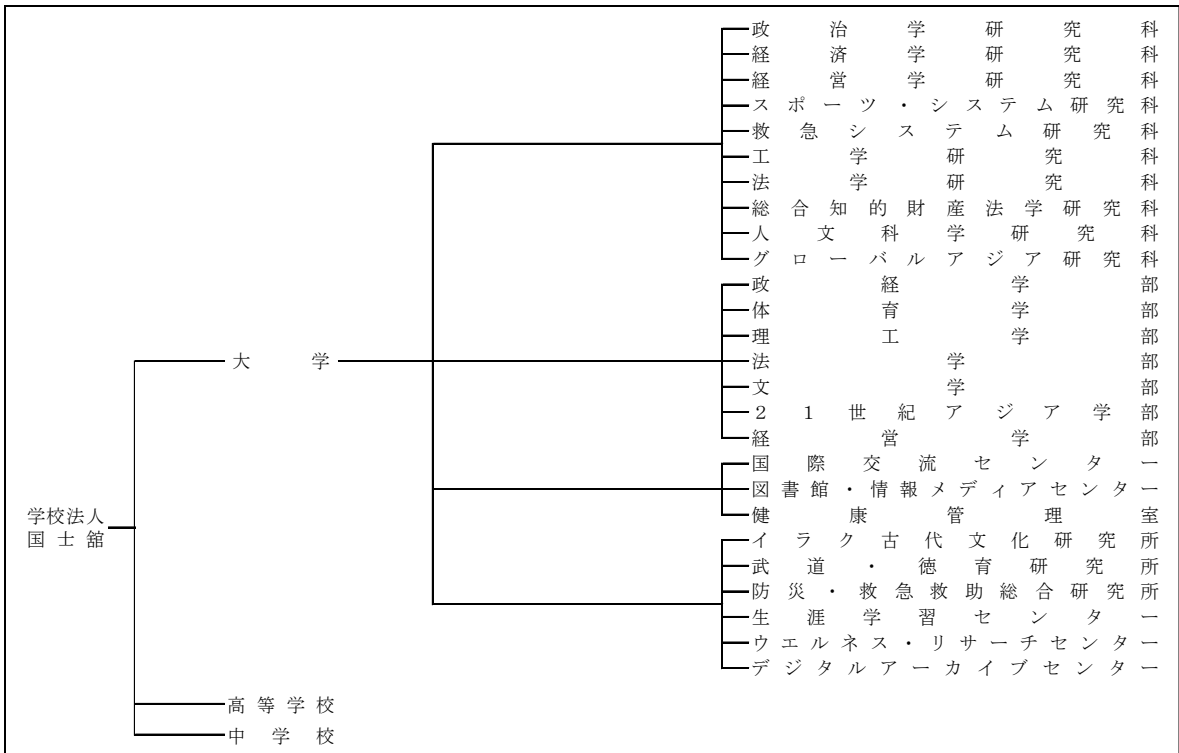 学校法人
国士舘
大学
政治学研究科
経済学研究科
経営学研究科
スポーツ・システム研究科
救急システム研究科
工学研究科
法学研究科
総合知的財産法学研究科
人文科学研究科
グローバルアジア研究科
政経学部
体育学部
理工学部
法学部
文学部
21世紀アジア学部
経営学部
国際交流センター
図書館・情報メディアセンター
健康管理室
イラク古代文化研究所
武道・徳育研究所
防災・救急救助総合研究所
生涯学習センター
ウエルネス・リサーチセンター
デジタルアーカイブセンター
高等学校
中学校